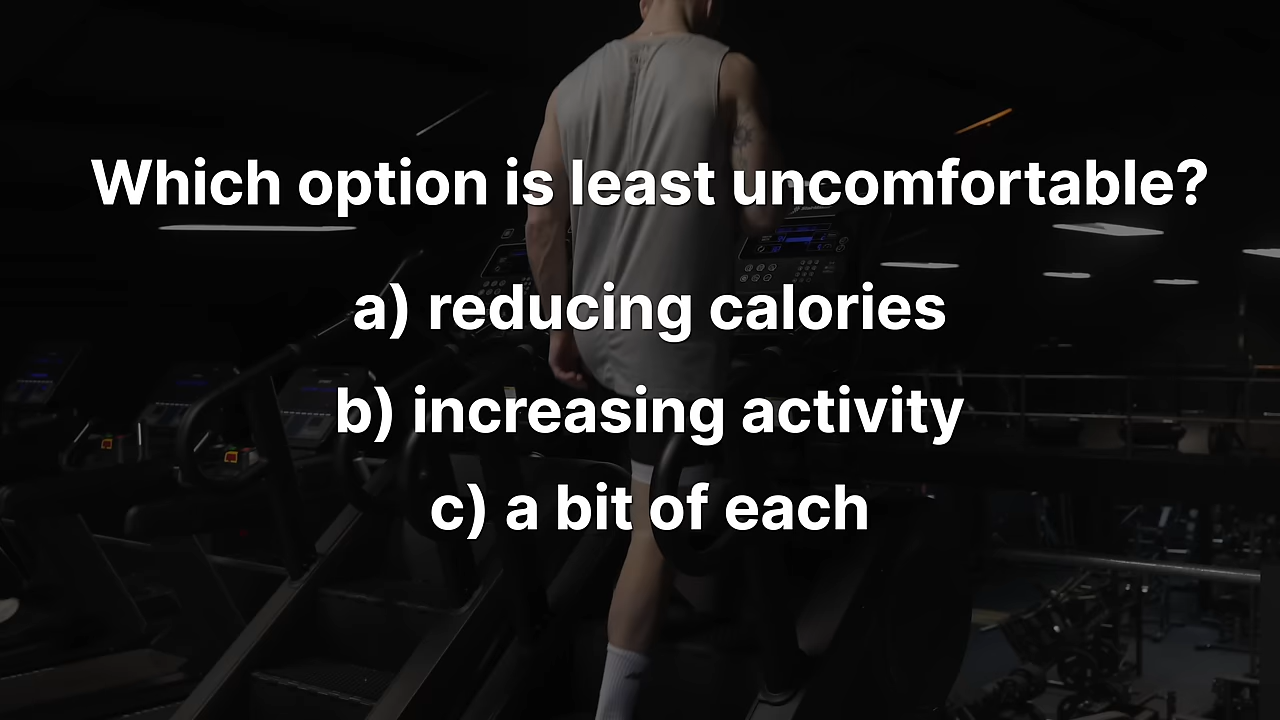 Which option is least uncomfortable?
a) reducing calories
b) increasing activity
c) a bit of each